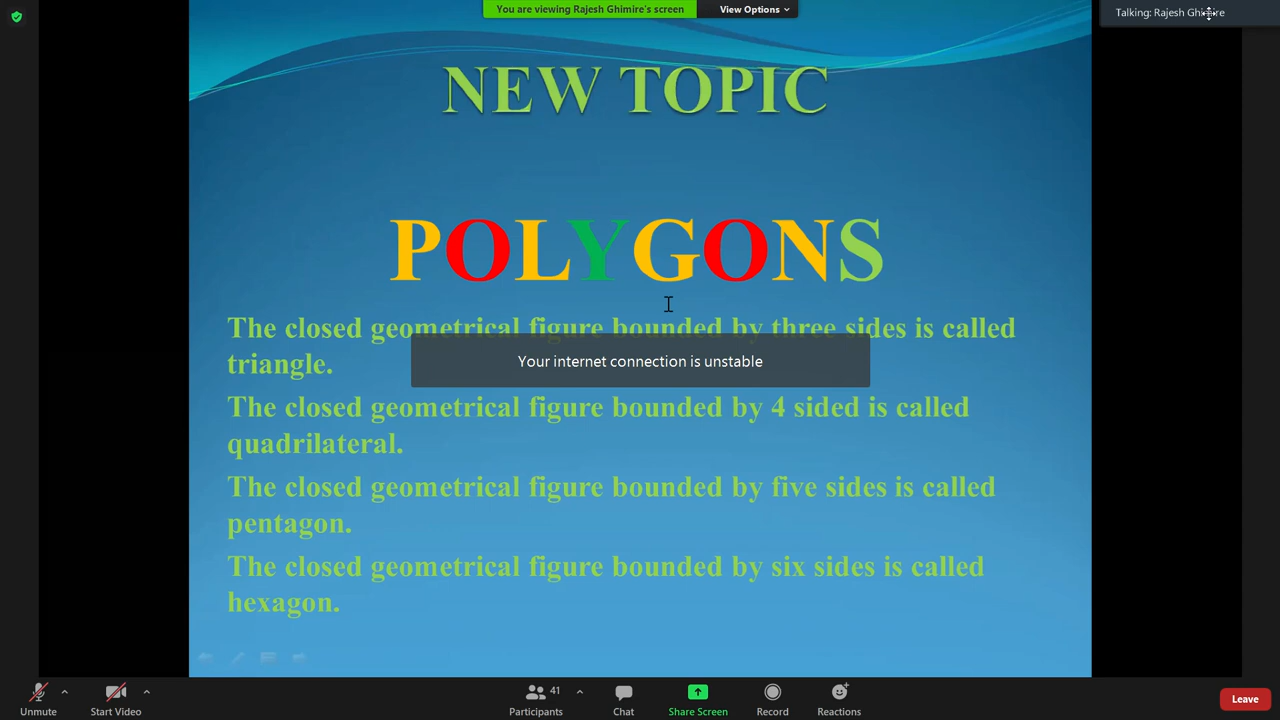 You are viewing Rajesh Ghimire's screen
View Options
Talking: Rajesh Ghimire
NEW TOPIC
POLYGONS
The closed geometrical figure bounded by three sides is called
triangle.
Your internet connection is unstable
The closed geometrical figure bounded by 4 sided is called
quadrilateral.
The closed geometrical figure bounded by five sides is called
pentagon.
The closed geometrical figure bounded by six sides is called
hexagon.
Unmute
Start Video
41
Participants
Chat
Share Screen
Record
Reactions
Leave